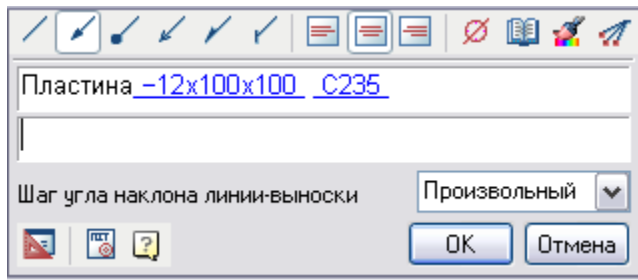 Пластина −12x100x100 С235
Шаг угла наклона линии-выноски Произвольный
OK Отмена